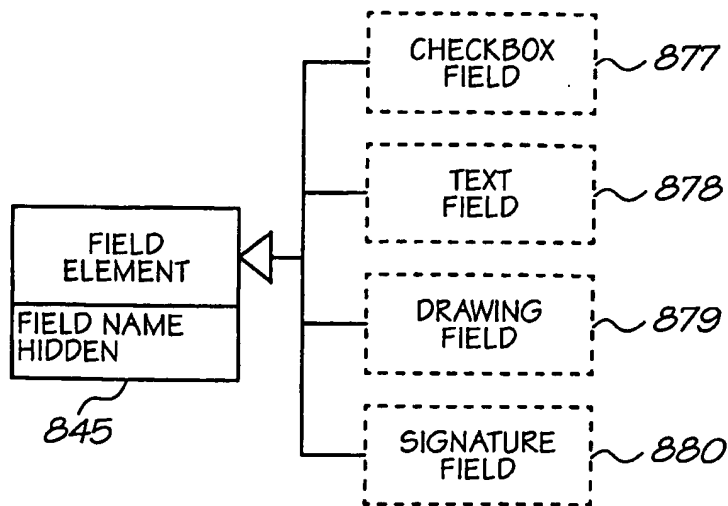 CHECKBOX
FIELD
877
TEXT
FIELD
878
FIELD
ELEMENT
FIELD NAME
HIDDEN
845
DRAWING
FIELD
879
SIGNATURE
FIELD
880